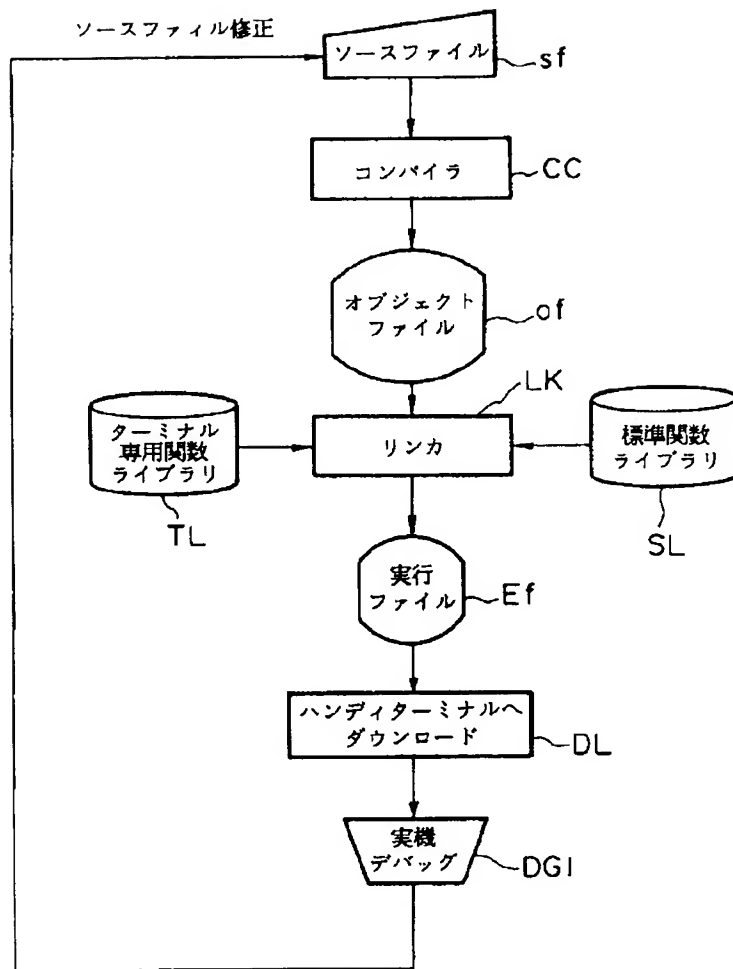 ソースフィル修正
ソースファイル
sf
コンパイラ
CC
オブジェクト
ファイル
of
LK
ターミナル
専用関数
ライブラリ
TL
リンカ
標準関数
ライブラリ
SL
実行
ファイル
Ef
ハンディターミナルへ
ダウンロード
DL
実機
デバッグ
DG1